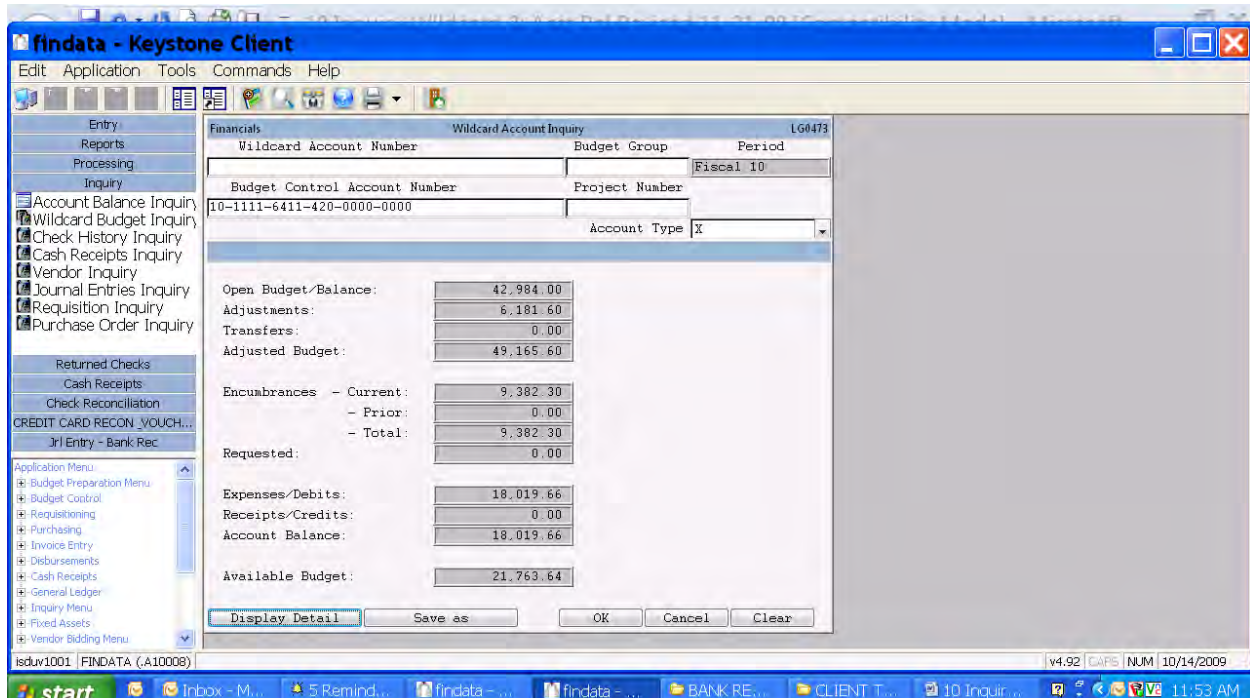 findata - Keystone Client
Edit Application Tools Commands Help
Entry
Reports
Processing
Inquiry
Account Balance Inquiry
Wildcard Budget Inquiry
Check History Inquiry
Cash Receipts Inquiry
Vendor Inquiry
Journal Entries Inquiry
Requisition Inquiry
Purchase Order Inquiry
Returned Checks
Cash Receipts
Check Reconciliation
CREDIT CARD RECON _VOUCH...
Jrl Entry - Bank Rec
Application Menu
Budget Preparation Menu
Budget Control
Requisitioning
Purchasing
Invoice Entry
Disbursements
Cash Receipts
General Ledger
Inquiry Menu
Fixed Assets
Vendor Bidding Menu
Financials Wildcard Account Inquiry LG0473
Wildcard Account Number Budget Group Period
Fiscal 10
Budget Control Account Number Project Number
10-1111-6411-420-0000-0000
Account Type X
Open Budget/Balance: 42,984.00
Adjustments: 6,181.60
Transfers: 0.00
Adjusted Budget: 49,165.60
Encumbrances - Current: 9,382.30
- Prior: 0.00
- Total: 9,382.30
Requested: 0.00
Expenses/Debits: 18,019.66
Receipts/Credits: 0.00
Account Balance: 18,019.66
Available Budget: 21,763.64
Display Detail Save as OK Cancel Clear
isduv1001 FINDATA (.A10008) v4.92 CAPS NUM 10/14/2009
start Inbox - M... 5 Remind... findata - ... findata - ... BANK RE... CLIENT T... 10 Inquir... 11:53 AM